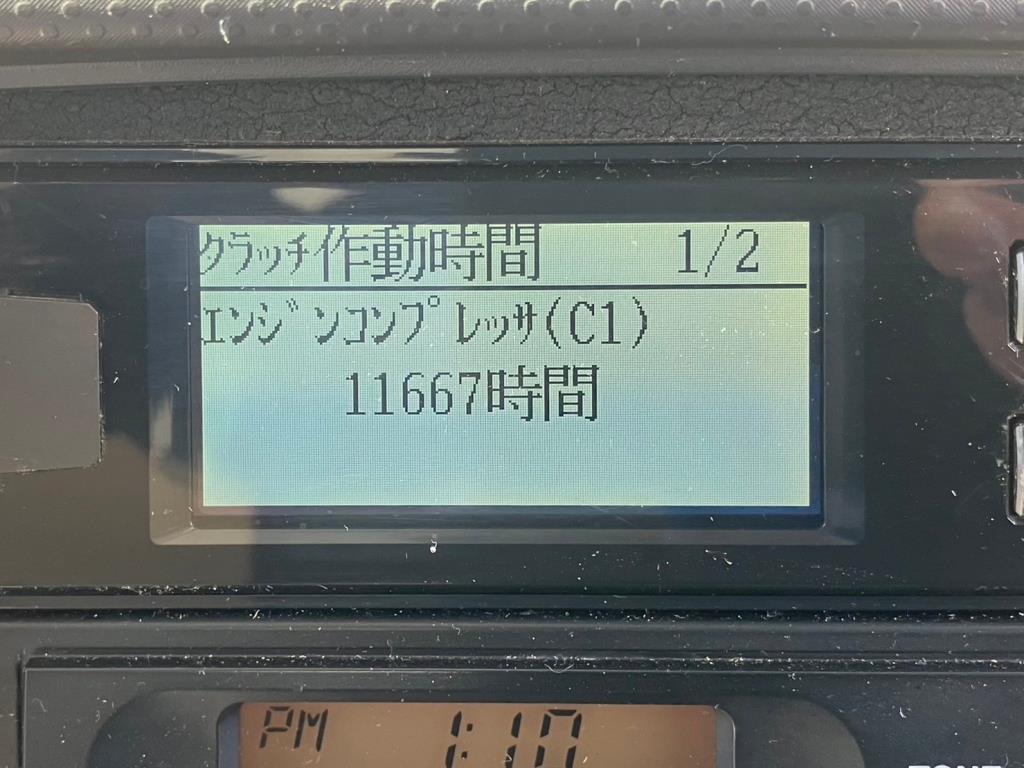 ｸﾗｯﾁ作動時間 1/2
ｴﾝｼﾞﾝｺﾝﾌﾟﾚｯｻ(C1)
11667時間
PM 1:10